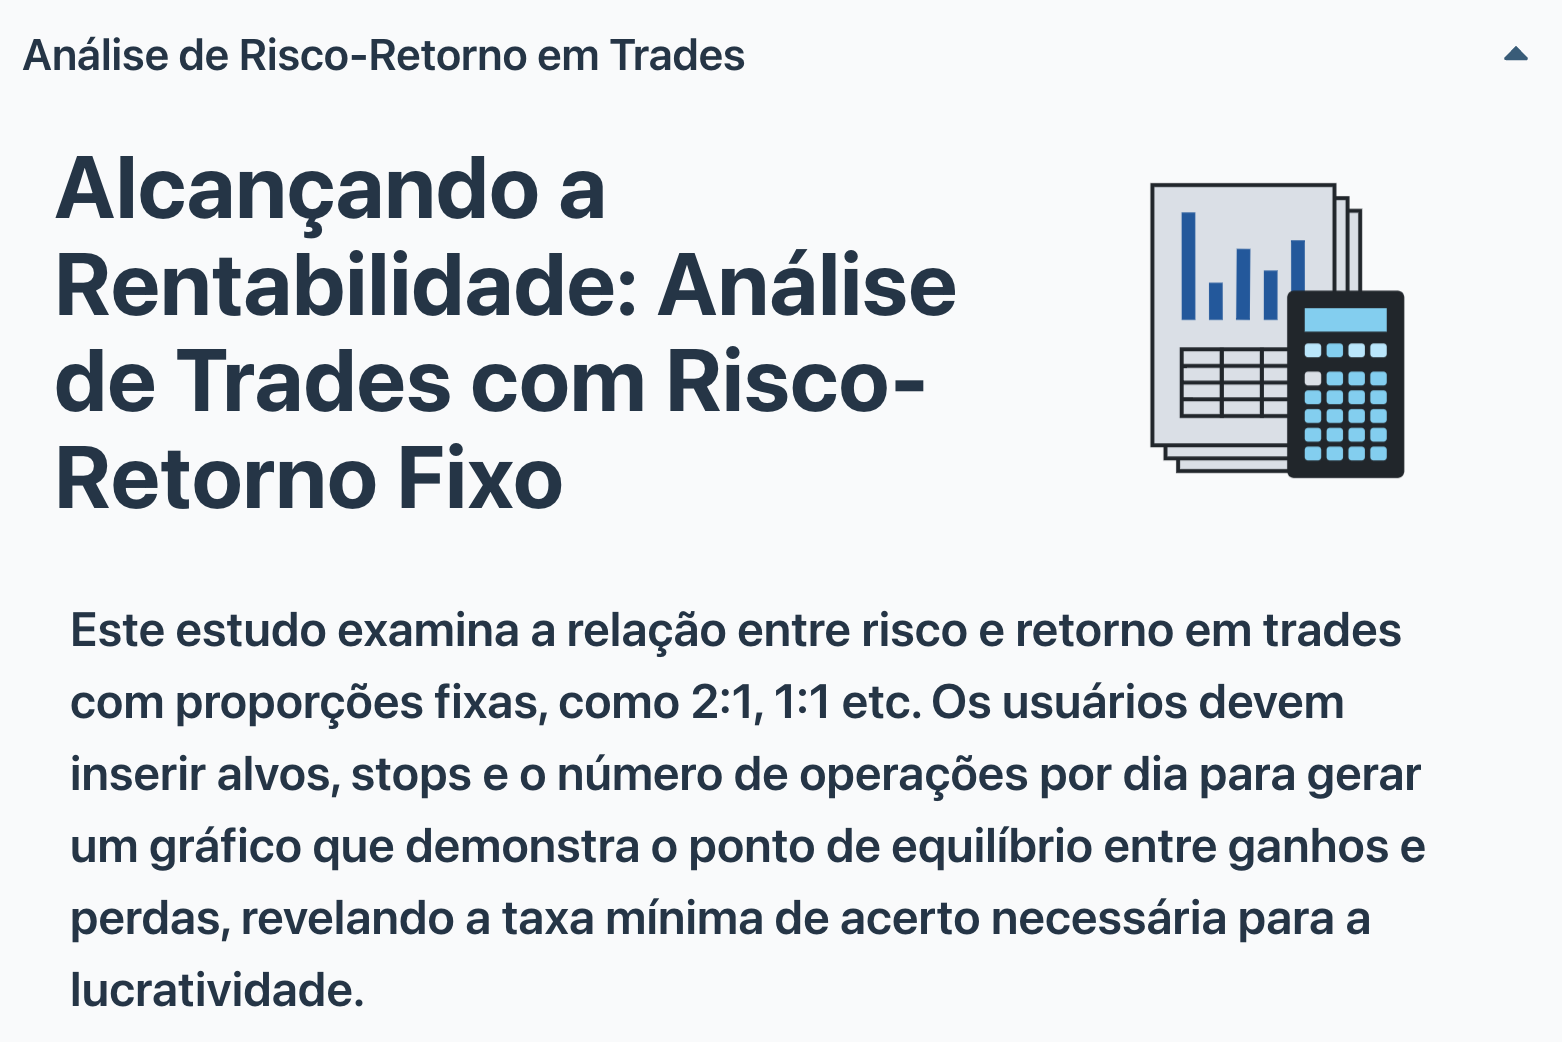 Análise de Risco-Retorno em Trades
Alcançando a
Rentabilidade: Análise
de Trades com Risco-
Retorno Fixo
Este estudo examina a relação entre risco e retorno em trades
com proporções fixas, como 2:1, 1:1 etc. Os usuários devem
inserir alvos, stops e o número de operações por dia para gerar
um gráfico que demonstra o ponto de equilíbrio entre ganhos e
perdas, revelando a taxa mínima de acerto necessária para a
lucratividade.